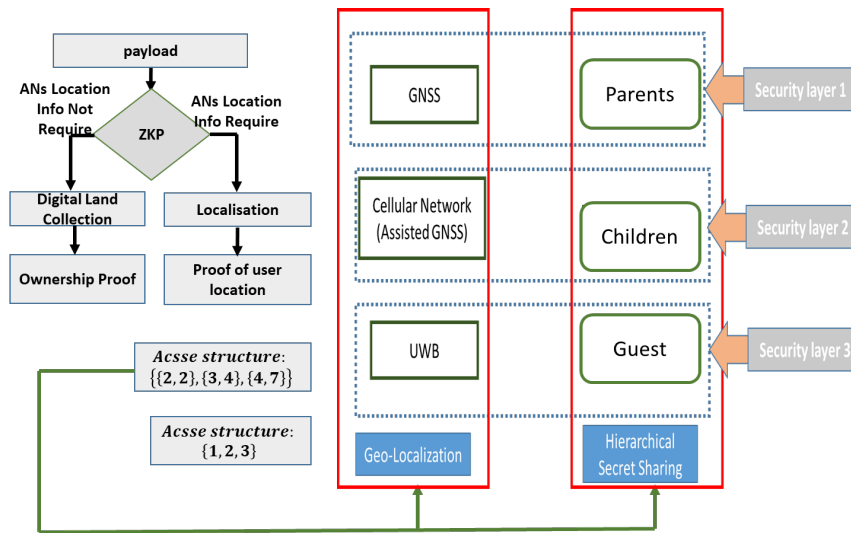 payload
ANs Location
Info Not
Require
ANs Location
Info Require
ZKP
Digital Land
Collection
Localisation
Ownership Proof
Proof of user
location
Acsse structure:
{{2, 2}, {3, 4}, {4, 7}}
Acsse structure:
{1, 2, 3}
GNSS
Parents
Security layer 1
Cellular Network
(Assisted GNSS)
Children
Security layer 2
UWB
Guest
Security layer 3
Geo-Localization
Hierarchical
Secret Sharing